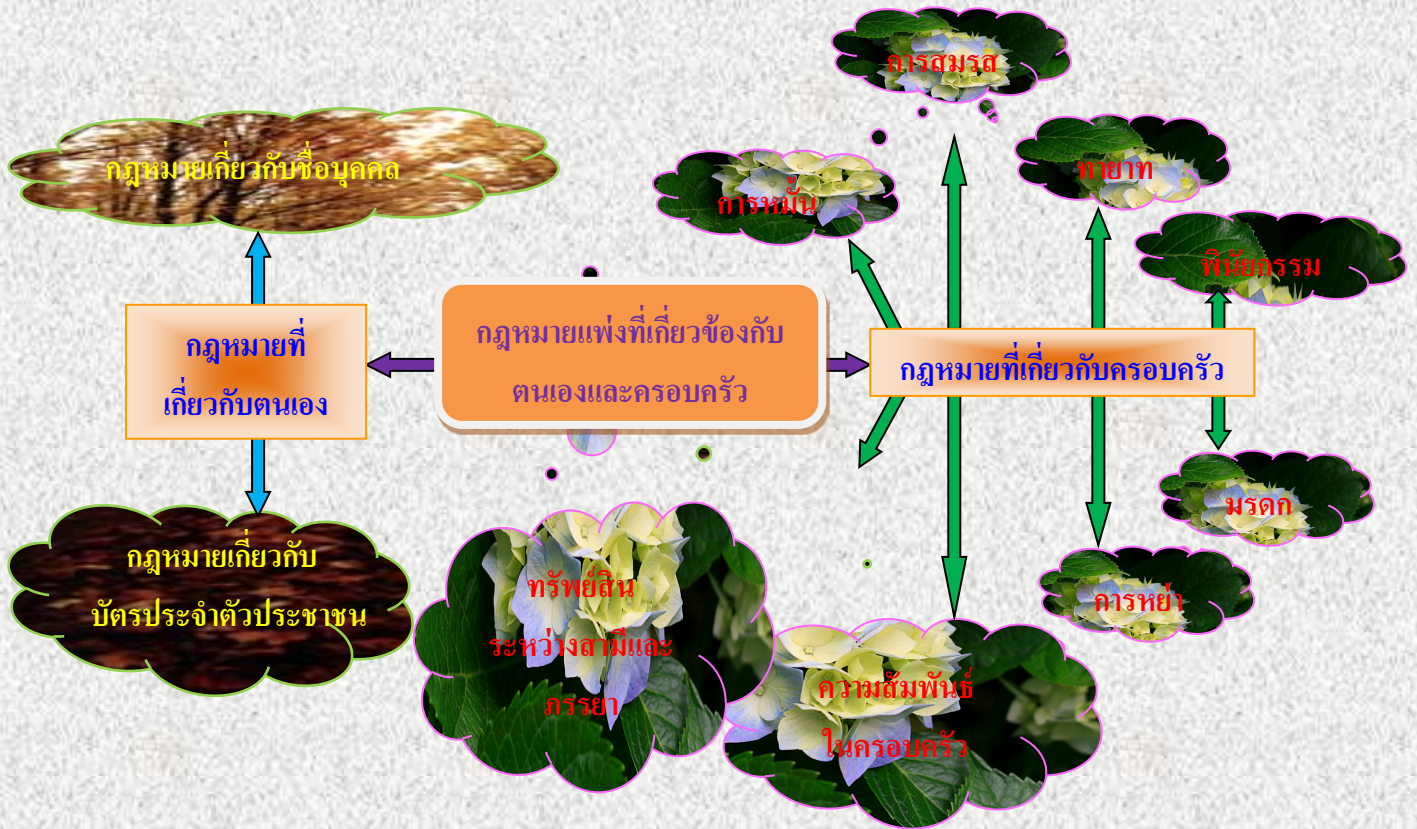 การสมรส
กฎหมายเกี่ยวกับชื่อบุคคล
ทายาท
การหมั้น
พินัยกรรม
กฎหมายที่
เกี่ยวกับตนเอง
กฎหมายแพ่งที่เกี่ยวข้องกับ
ตนเองและครอบครัว
กฎหมายที่เกี่ยวกับครอบครัว
มรดก
กฎหมายเกี่ยวกับ
บัตรประจำตัวประชาชน
ทรัพย์สิน
ระหว่างสามีและ
ภรรยา
การหย่า
ความสัมพันธ์
ในครอบครัว